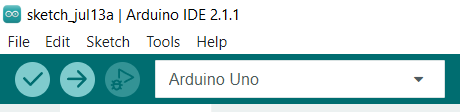 sketch_jul13a | Arduino IDE 2.1.1
File Edit Sketch Tools Help
Arduino Uno